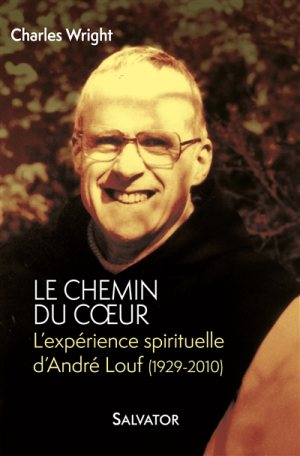 Charles Wright
LE CHEMIN
DU CŒUR
L'expérience spirituelle
d'André Louf (1929-2010)
SALVATOR